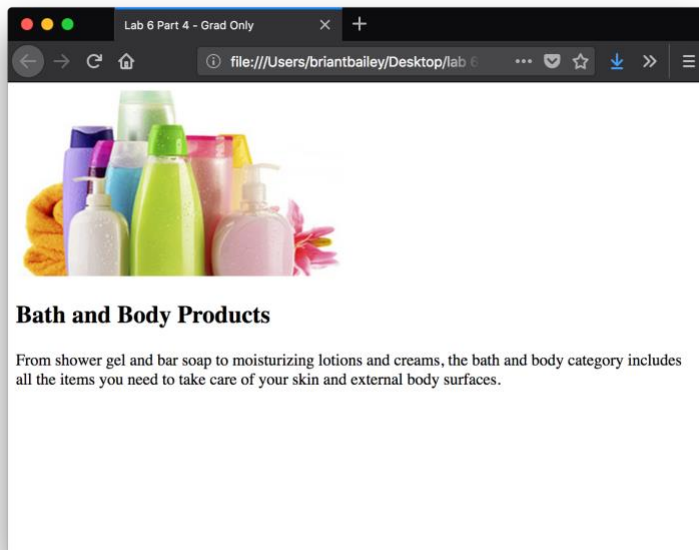 Lab 6 Part 4 - Grad Only
file:///Users/briantbailey/Desktop/lab 6
Bath and Body Products
From shower gel and bar soap to moisturizing lotions and creams, the bath and body category includes
all the items you need to take care of your skin and external body surfaces.